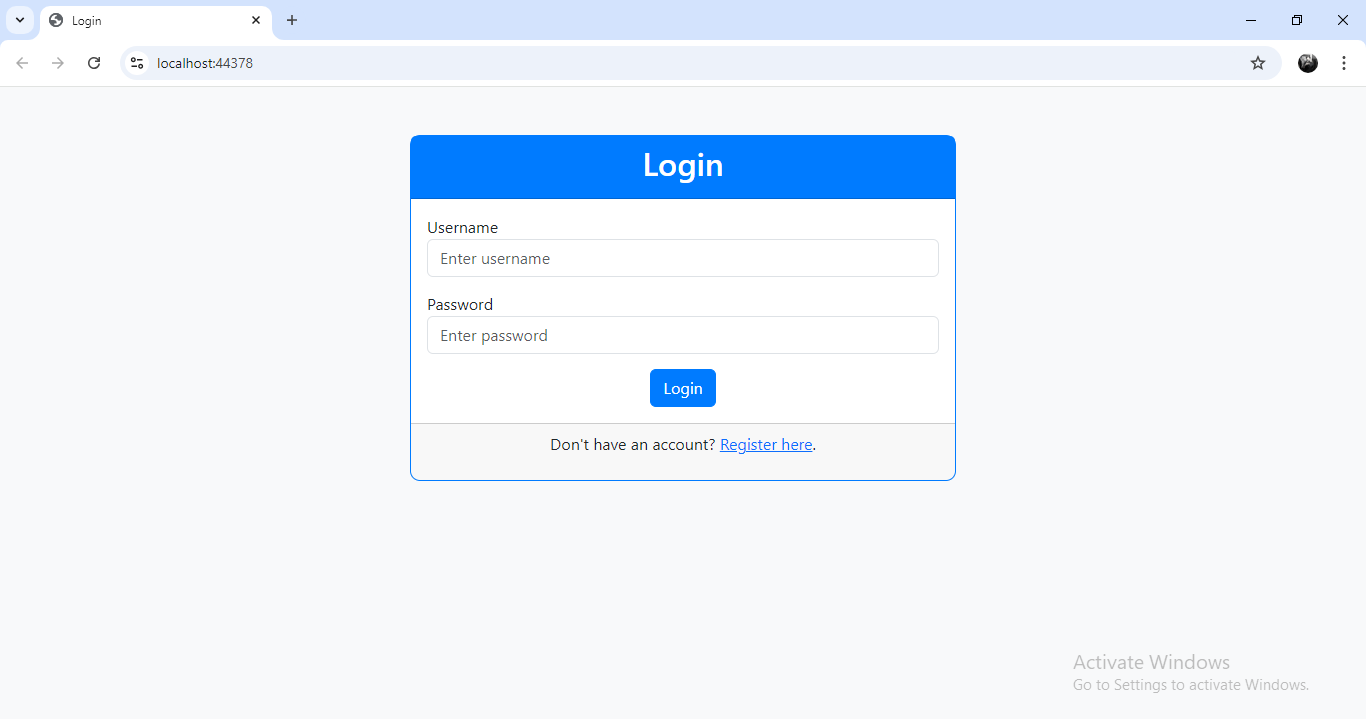 Login
localhost:44378
Login
Username
Enter username
Password
Enter password
Login
Don't have an account? Register here.
Activate Windows
Go to Settings to activate Windows.